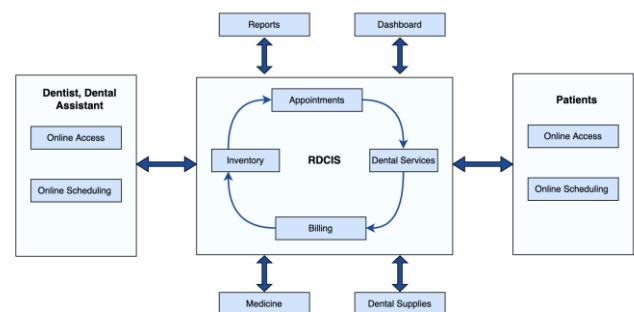 Reports
Dashboard
Dentist, Dental
Assistant
Online Access
Online Scheduling
Appointments
Inventory
RDCIS
Dental Services
Billing
Patients
Online Access
Online Scheduling
Medicine
Dental Supplies